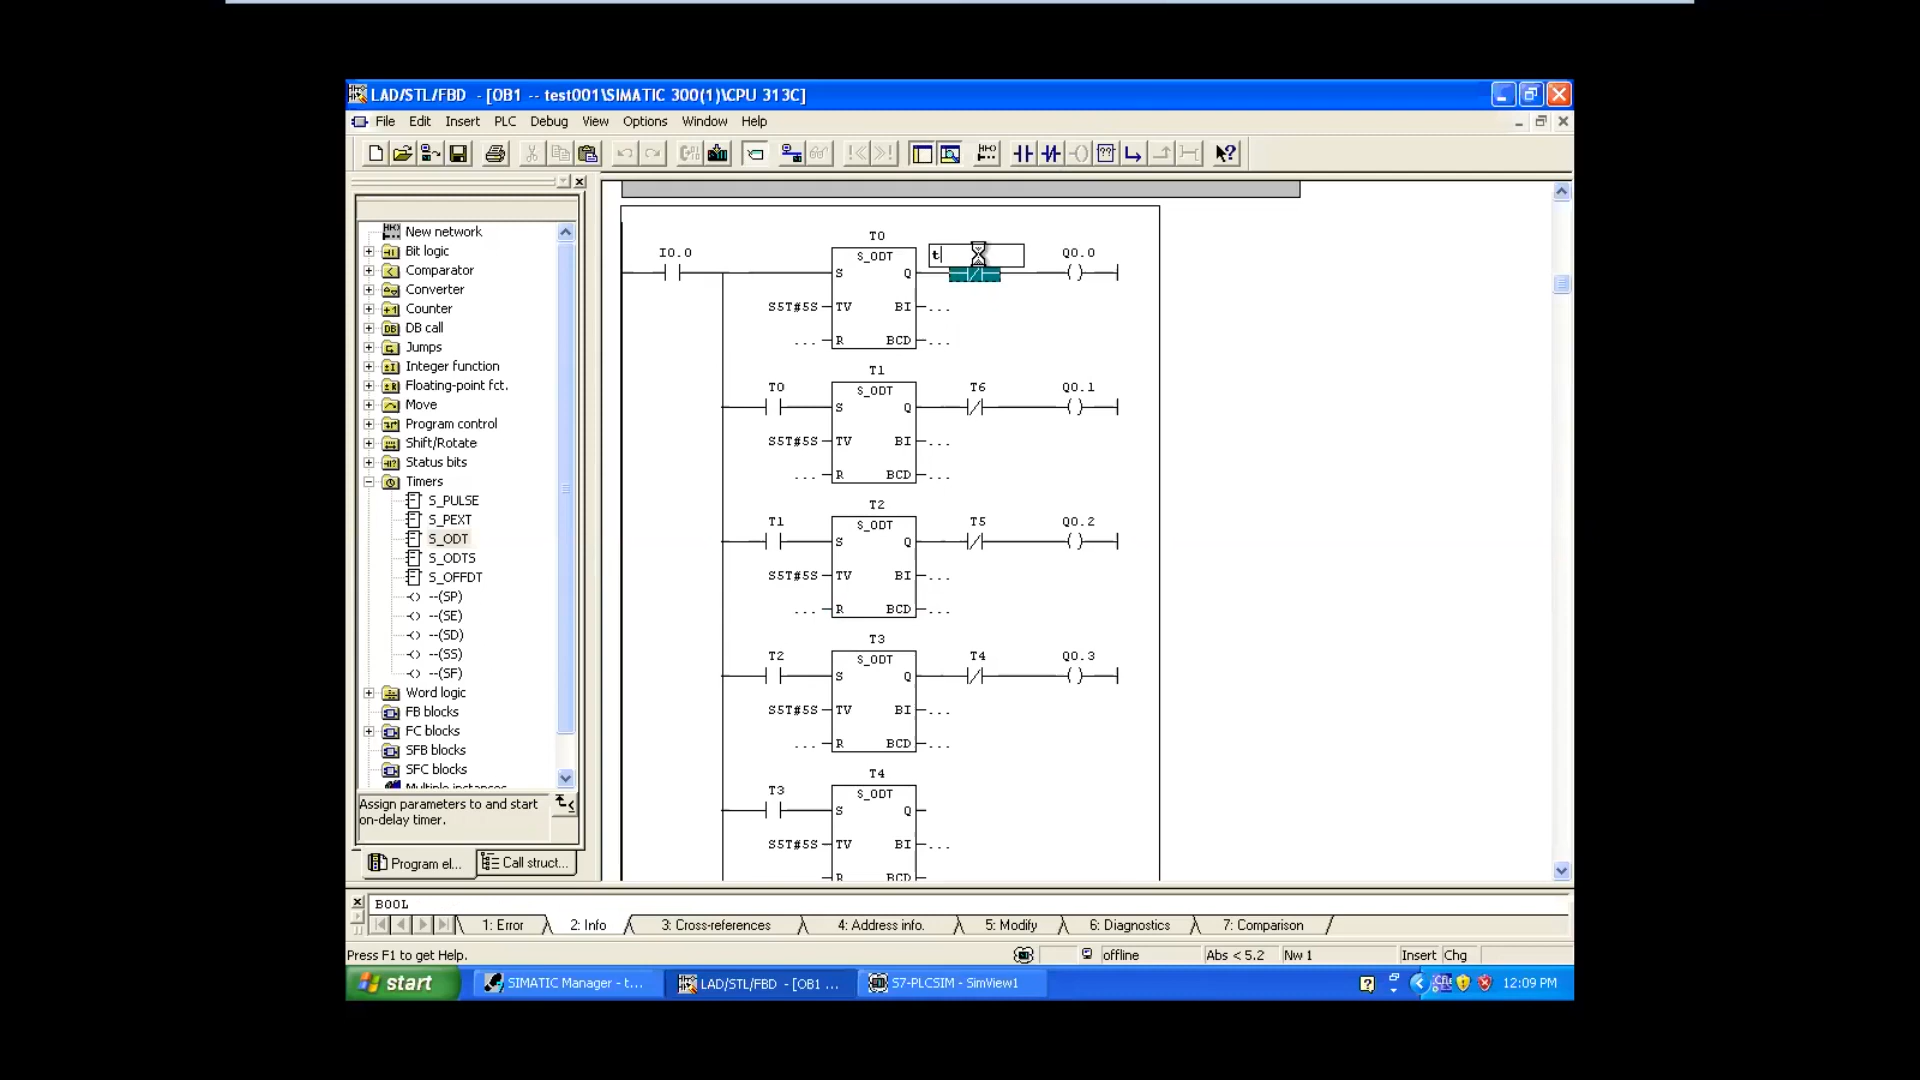 LAD/STL/FBD - [OB1 -- test001\SIMATIC 300(1)\CPU 313C]
File Edit Insert PLC Debug View Options Window Help
New network
Bit logic
Comparator
Converter
Counter
DB call
Jumps
Integer function
Floating-point fct.
Move
Program control
Shift/Rotate
Status bits
Timers
S_PULSE
S_PEXT
S_ODT
S_ODTS
S_OFFDT
--(SP)
--(SE)
--(SD)
--(SS)
--(SF)
Word logic
FB blocks
FC blocks
SFB blocks
SFC blocks
Multiple instances
Assign parameters to and start
on-delay timer.
Program el... Call struct...
T0
I0.0 S_ODT t Q0.0
S Q
S5T#5S TV BI ...
... R BCD ...
T1
T0 S_ODT T6 Q0.1
S Q
S5T#5S TV BI ...
... R BCD ...
T2
T1 S_ODT T5 Q0.2
S Q
S5T#5S TV BI ...
... R BCD ...
T3
T2 S_ODT T4 Q0.3
S Q
S5T#5S TV BI ...
... R BCD ...
T4
T3 S_ODT
S Q
S5T#5S TV BI ...
R BCD
BOOL
1: Error 2: Info 3: Cross-references 4: Address info. 5: Modify 6: Diagnostics 7: Comparison
Press F1 to get Help. offline Abs < 5.2 Nw 1 Insert Chg
start SIMATIC Manager - t... LAD/STL/FBD - [OB1 ... S7-PLCSIM - SimView1 12:09 PM